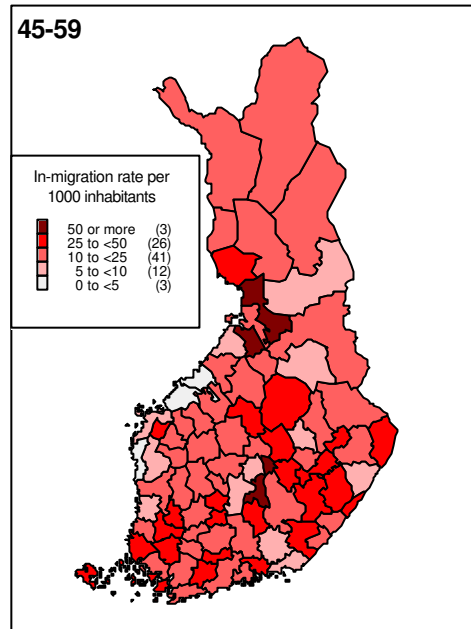 45-59
In-migration rate per
1000 inhabitants
50 or more (3)
25 to <50 (26)
10 to <25 (41)
5 to <10 (12)
0 to <5 (3)